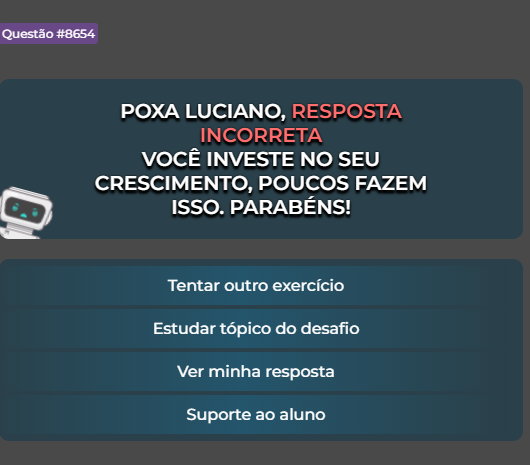 Questão #8654
POXA LUCIANO, RESPOSTA
INCORRETA
VOCÊ INVESTE NO SEU
CRESCIMENTO, POUCOS FAZEM
ISSO. PARABÉNS!
Tentar outro exercício
Estudar tópico do desafio
Ver minha resposta
Suporte ao aluno